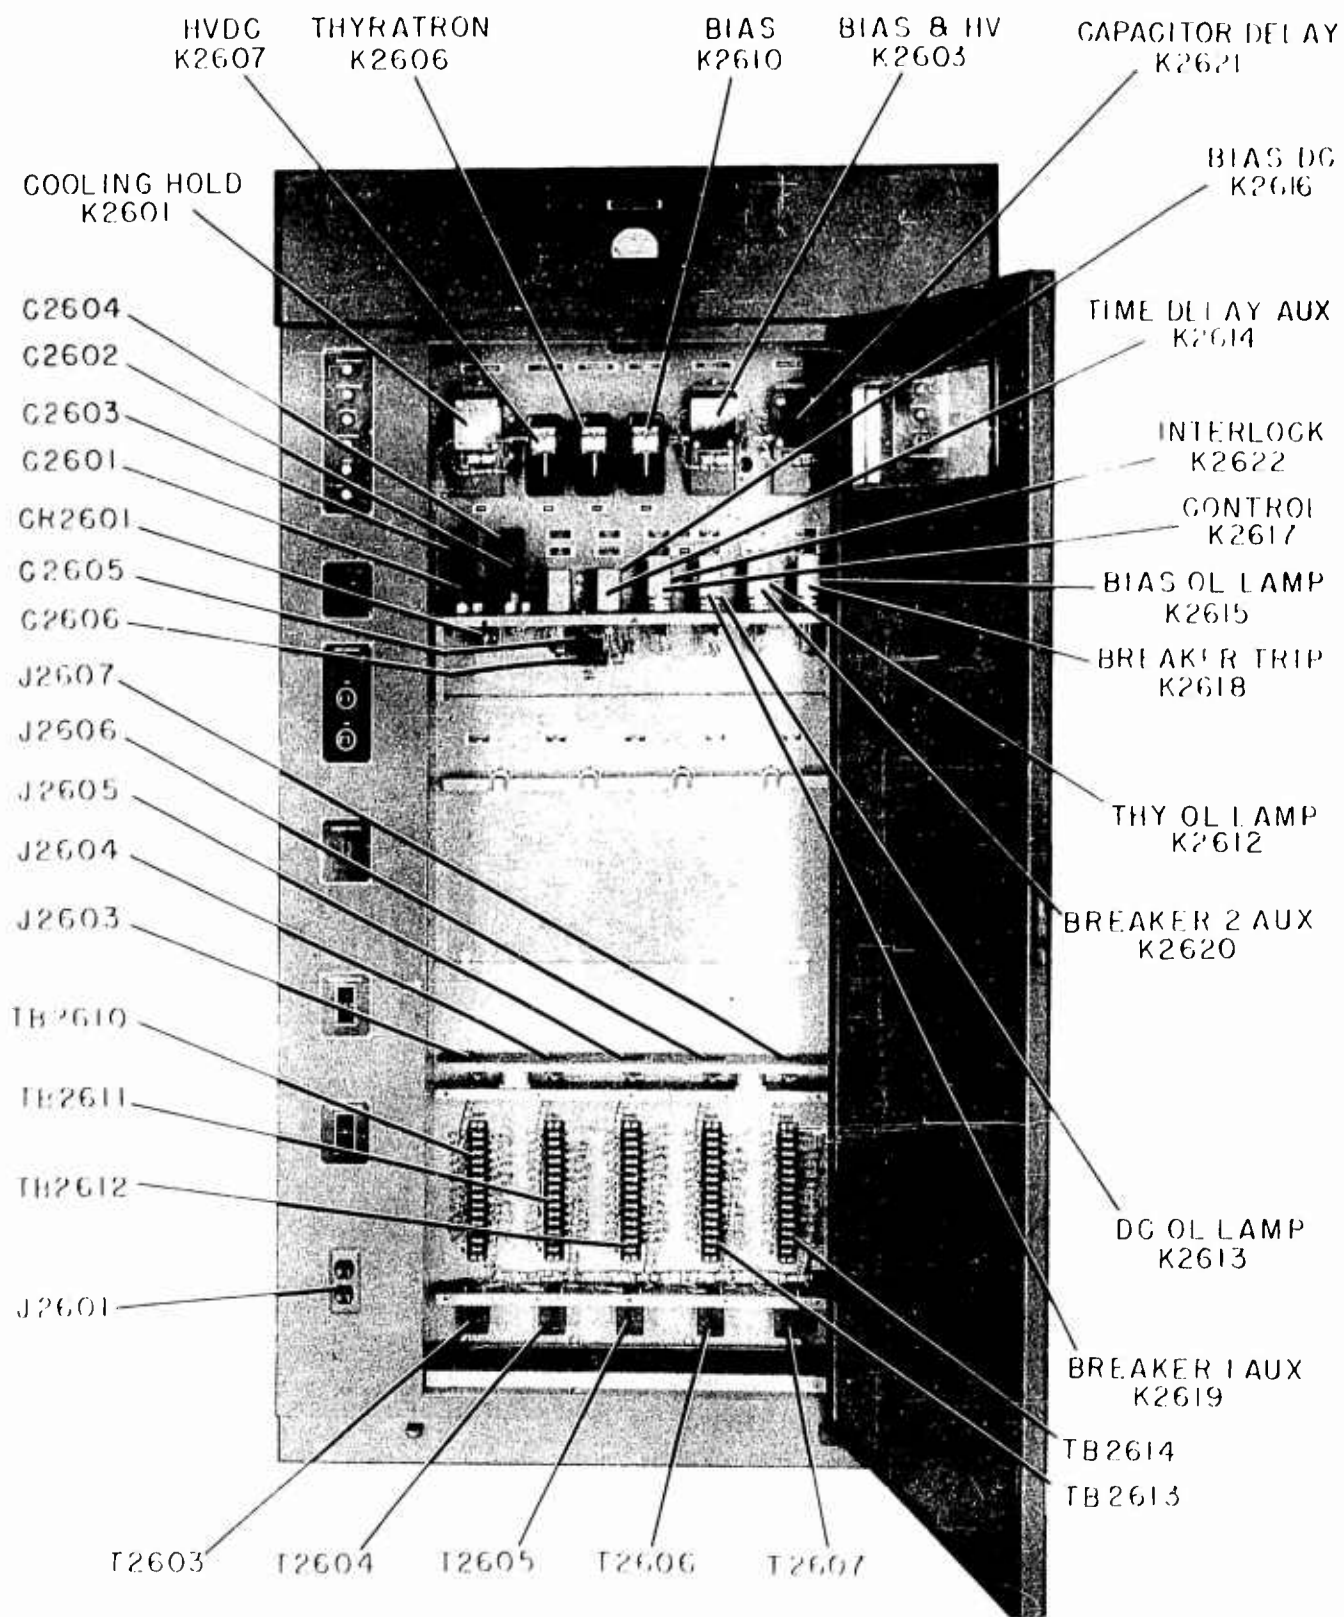 HVDC
K2607
THYRATRON
K2606
BIAS
K2610
BIAS & HV
K2603
CAPACITOR DELAY
K2621
BIAS DC
K2616
COOLING HOLD
K2601
C2604
C2602
C2603
C2601
CR2601
C2605
C2606
J2607
J2606
J2605
J2604
J2603
TB2610
TB2611
TB2612
J2601
TIME DELAY AUX
K2614
INTERLOCK
K2622
CONTROL
K2617
BIAS OL LAMP
K2615
BREAKER TRIP
K2618
THY OL LAMP
K2612
BREAKER 2 AUX
K2620
DC OL LAMP
K2613
BREAKER 1 AUX
K2619
TB2614
TB2613
T2603
T2604
T2605
T2606
T2607